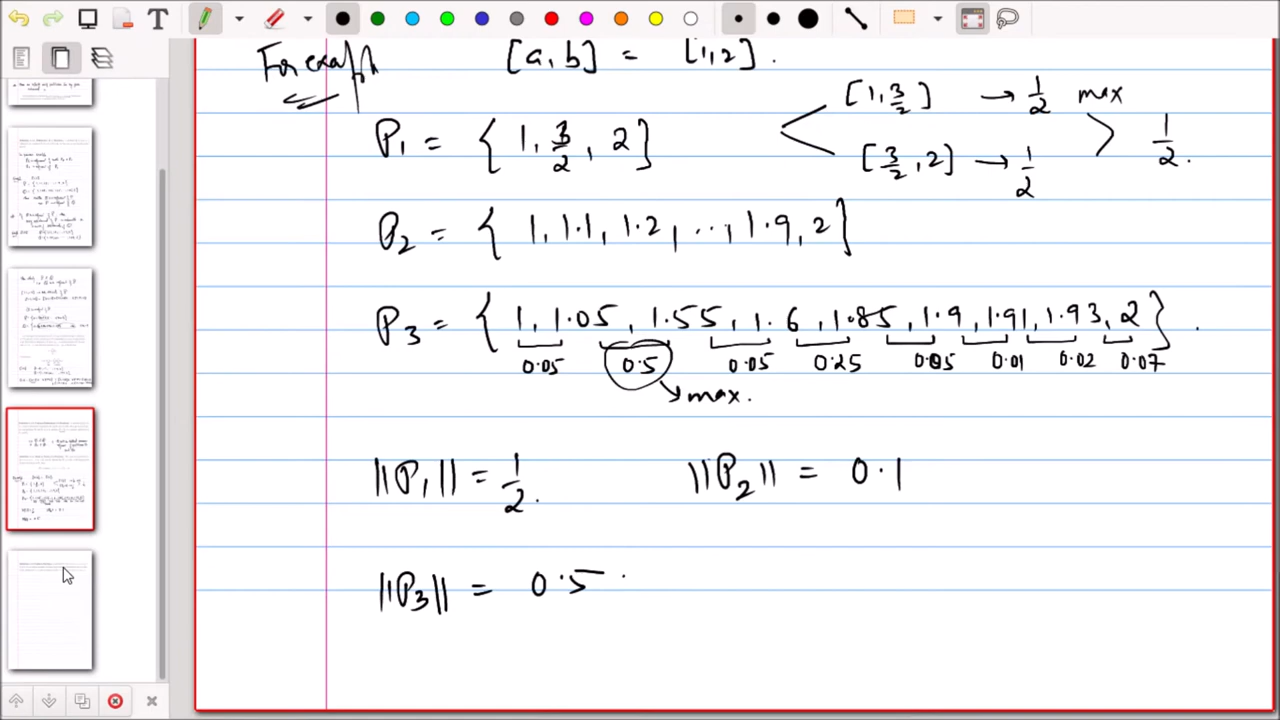 For exampl [a, b] = [1, 2].
P₁ = { 1, 3/2, 2 } [1, 3/2] → 1/2 max 1/2.
[3/2, 2] → 1/2
P₂ = { 1, 1.1, 1.2, .., 1.9, 2 }
P₃ = { 1, 1.05, 1.55, 1.6, 1.85, 1.9, 1.91, 1.93, 2 } .
0.05 0.5 0.05 0.25 0.05 0.01 0.02 0.07
→ max.
||P₁|| = 1/2. ||P₂|| = 0.1
||P₃|| = 0.5.